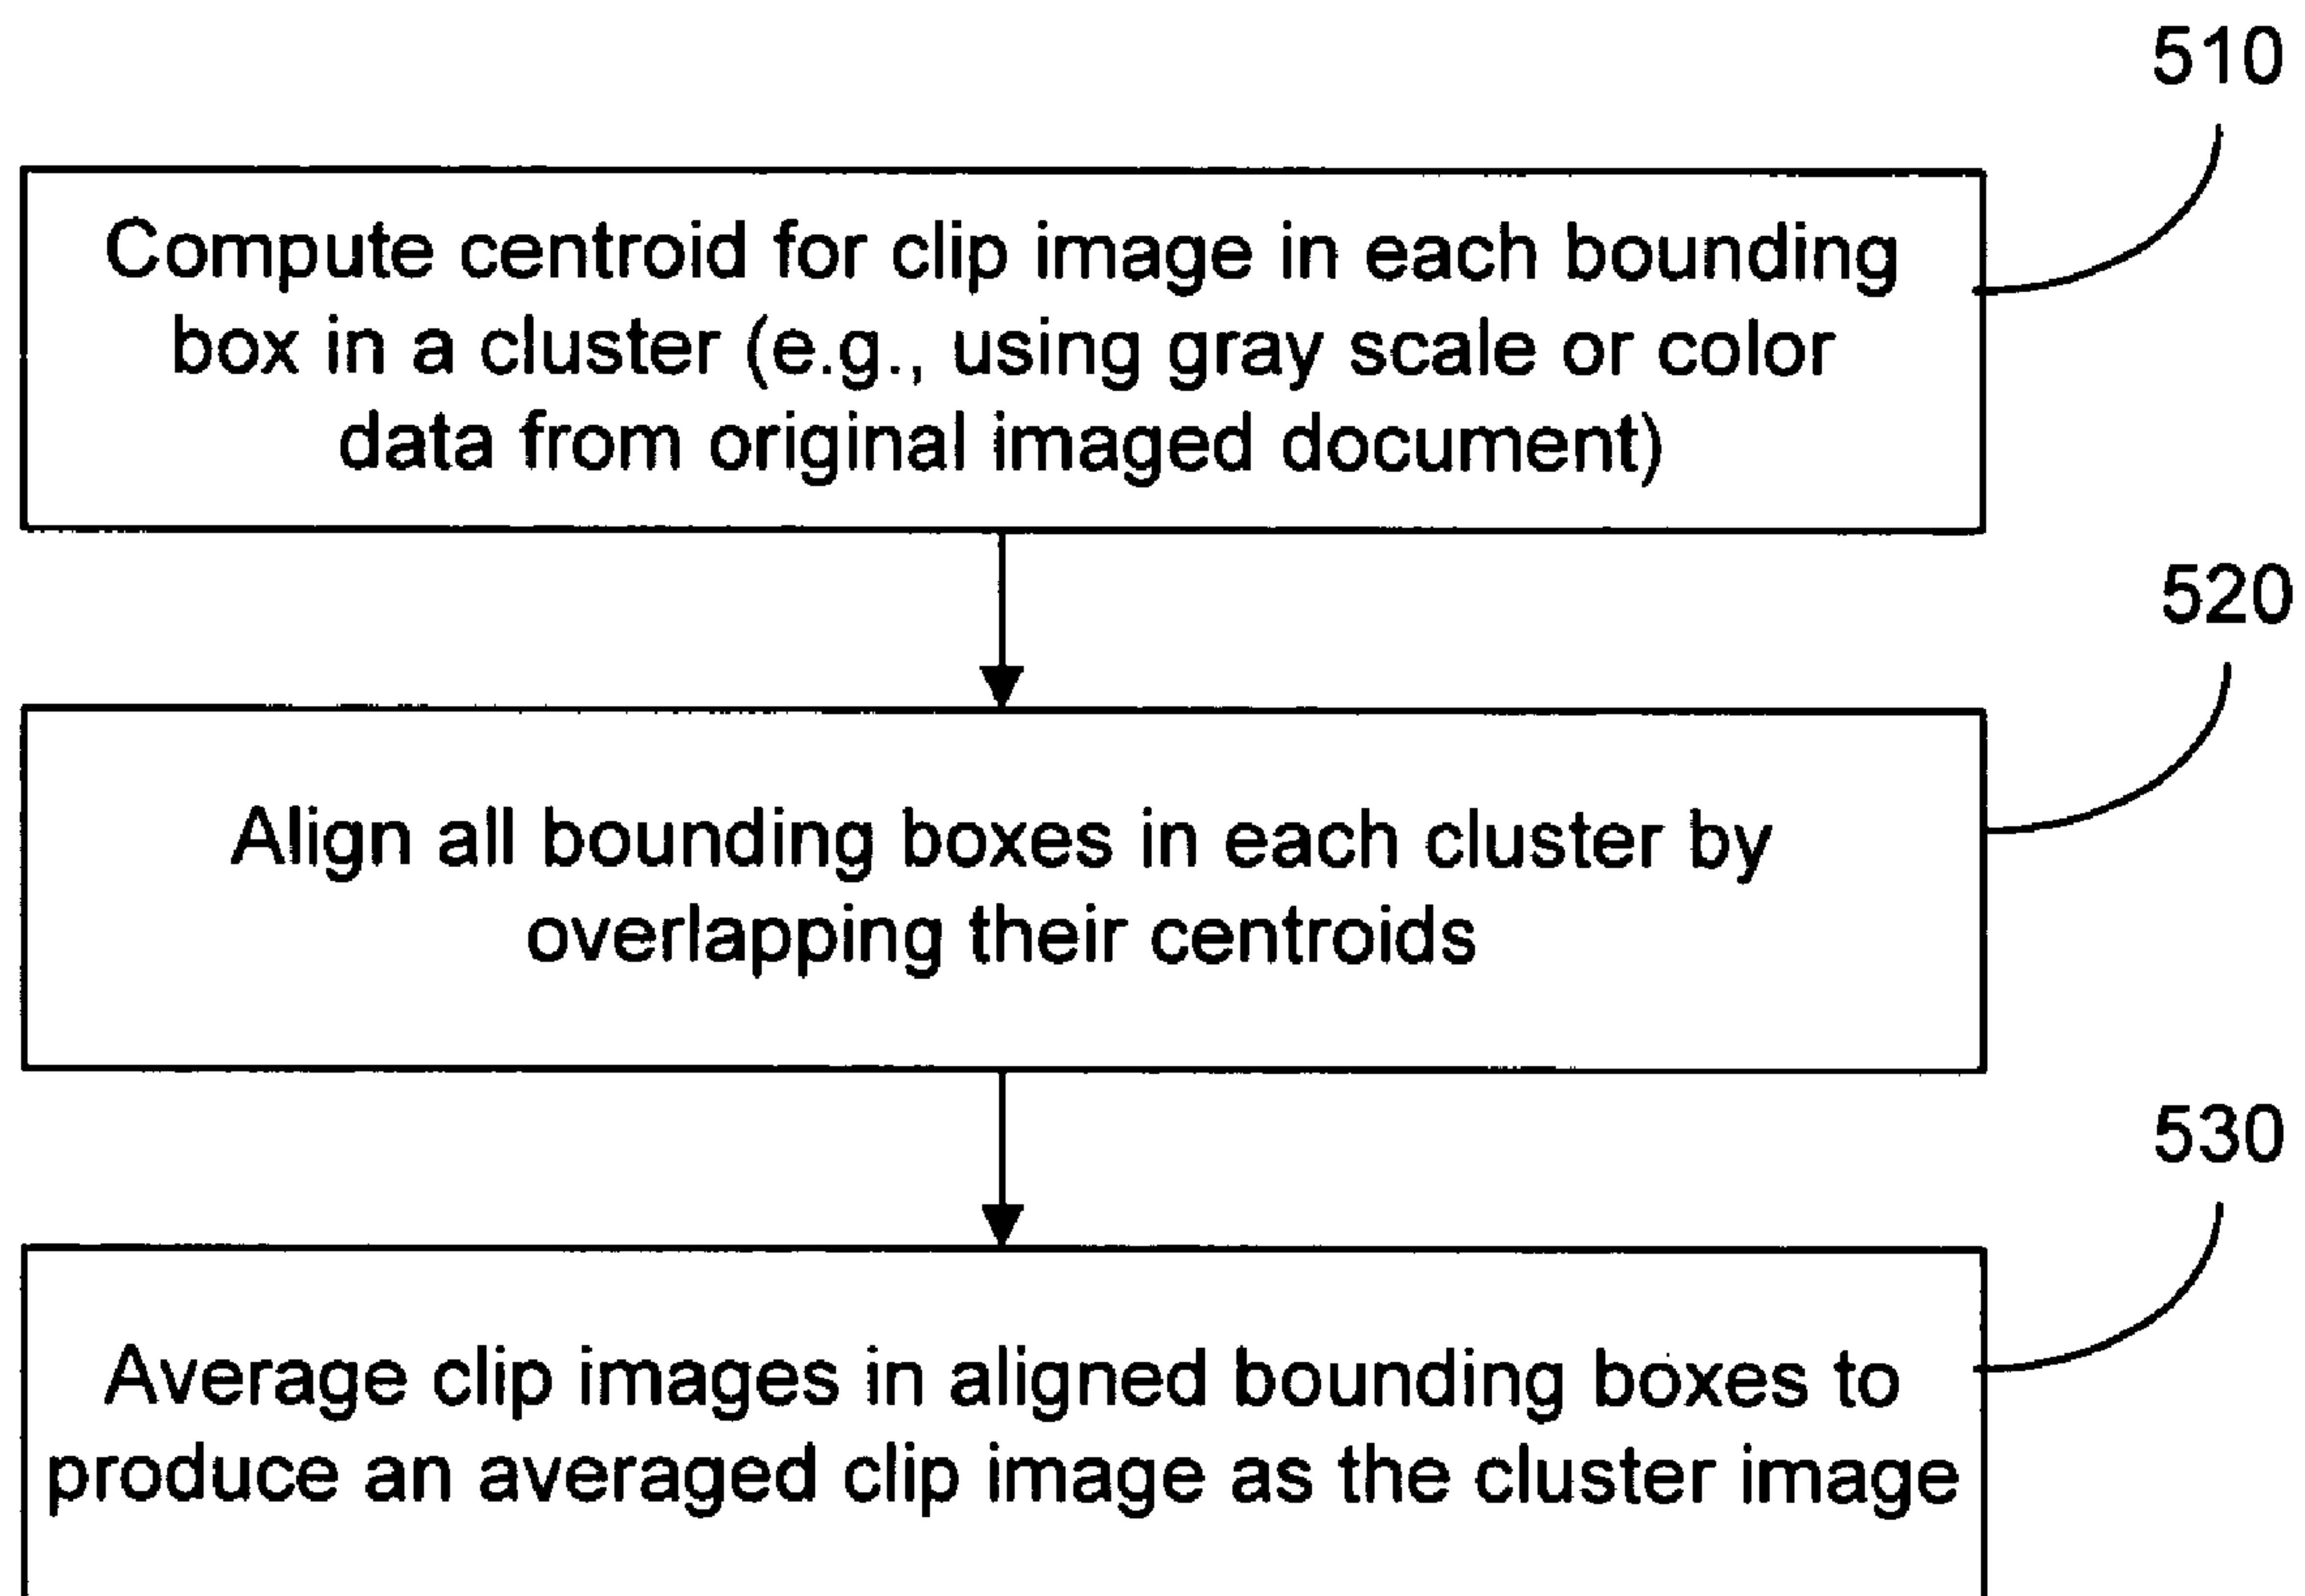 510
Compute centroid for clip image in each bounding
box in a cluster (e.g., using gray scale or color
data from original imaged document)
520
Align all bounding boxes in each cluster by
overlapping their centroids
530
Average clip images in aligned bounding boxes to
produce an averaged clip image as the cluster image